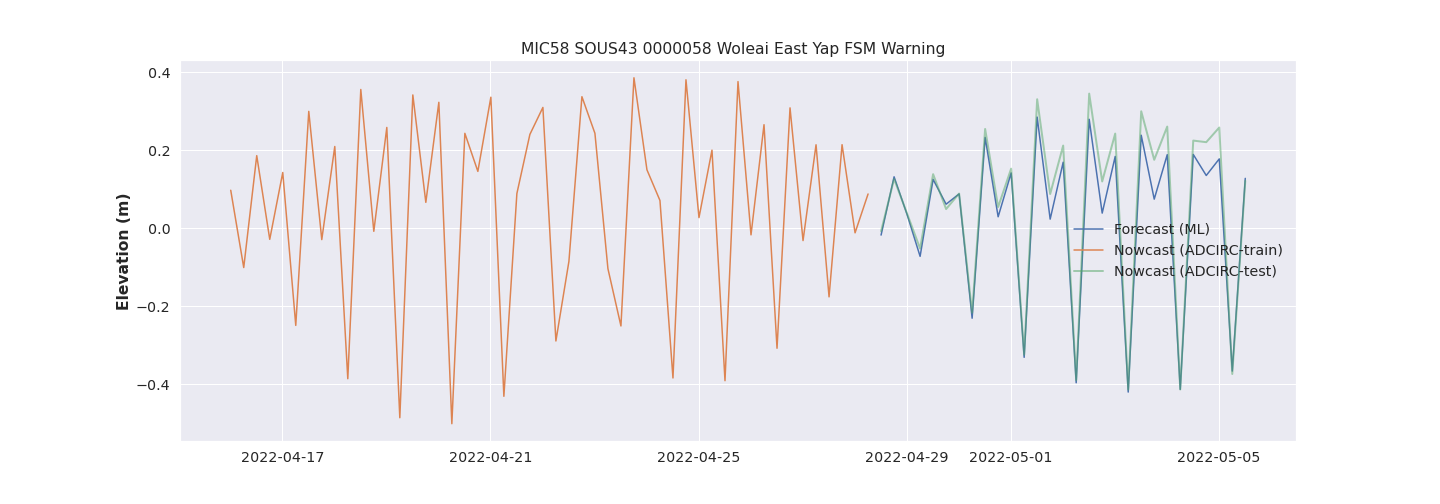 MIC58 SOUS43 0000058 Woleai East Yap FSM Warning
Elevation (m)
0.4
0.2
0.0
−0.2
−0.4
Forecast (ML)
Nowcast (ADCIRC-train)
Nowcast (ADCIRC-test)
2022-04-17 2022-04-21 2022-04-25 2022-04-29 2022-05-01 2022-05-05